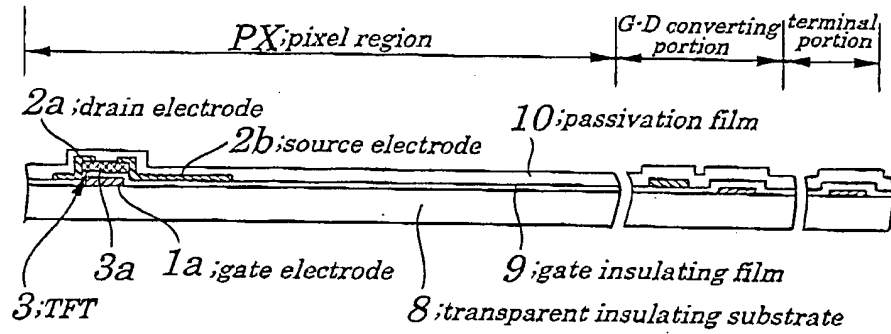 PX;pixel region
G-D converting
portion
terminal
portion
2a;drain electrode
2b;source electrode
10;passivation film
3a
1a;gate electrode
9;gate insulating film
3;TFT
8;transparent insulating substrate